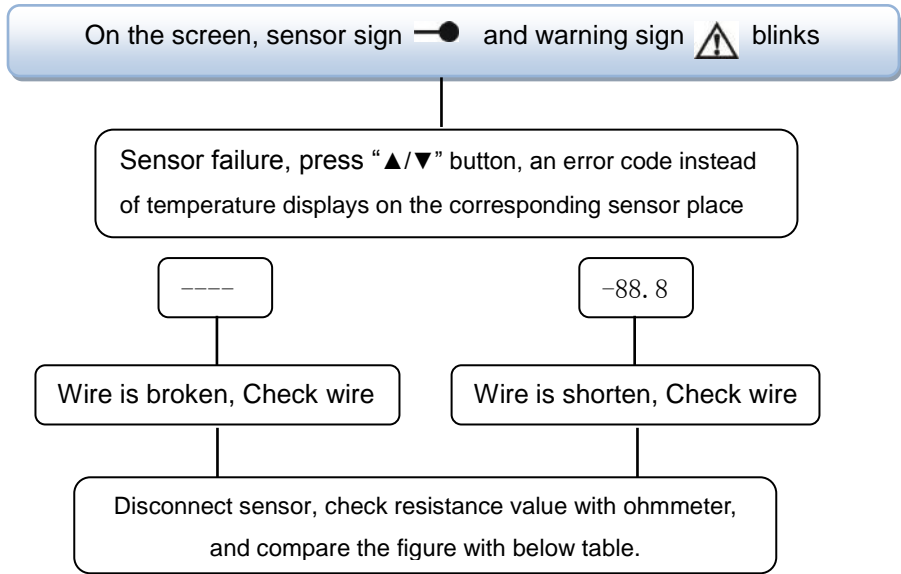 On the screen, sensor sign and warning sign blinks
Sensor failure, press “▲/▼” button, an error code instead
of temperature displays on the corresponding sensor place
----
-88.8
Wire is broken, Check wire
Wire is shorten, Check wire
Disconnect sensor, check resistance value with ohmmeter,
and compare the figure with below table.